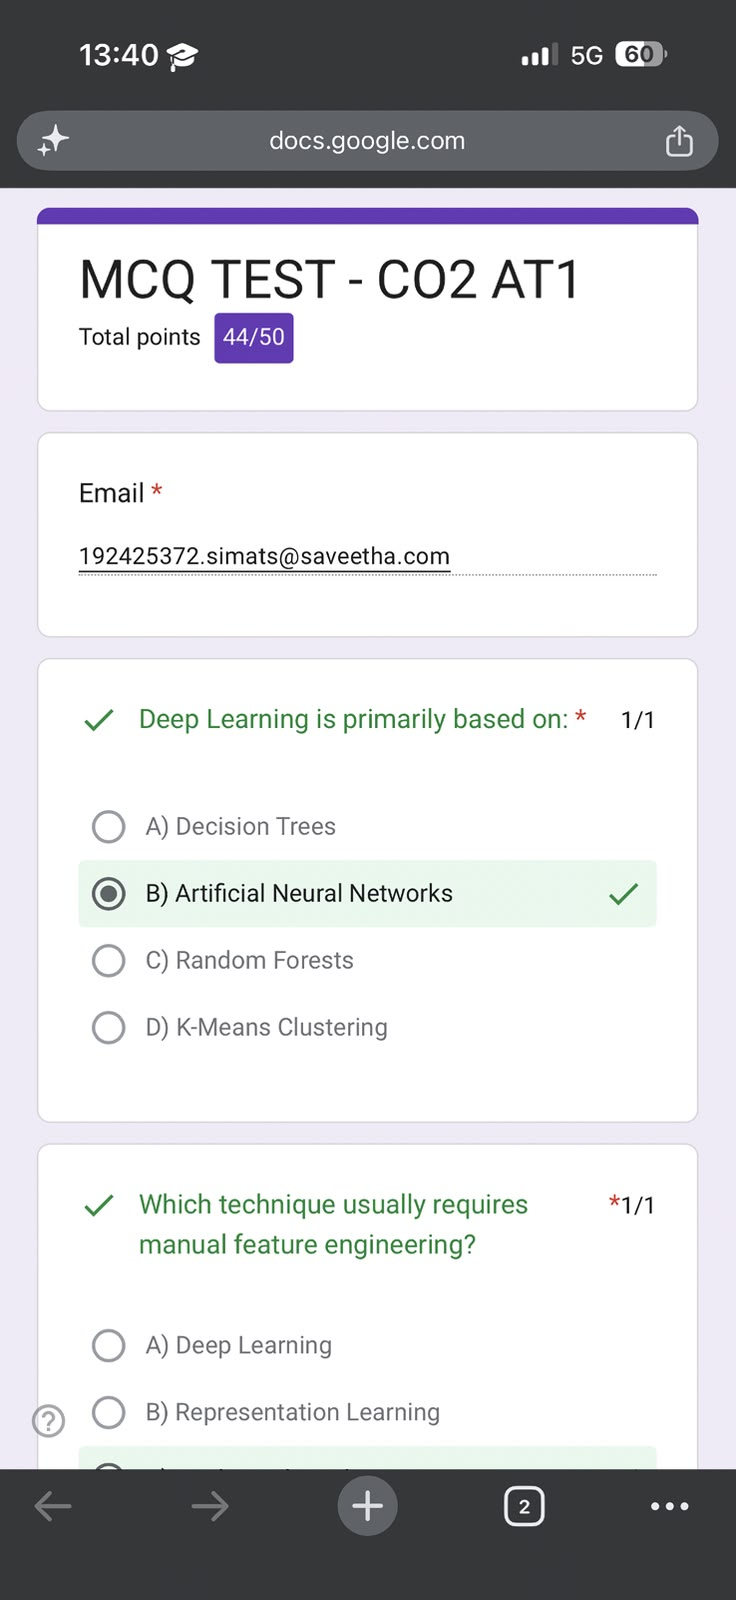 13:40
5G 60
docs.google.com
MCQ TEST - CO2 AT1
Total points 44/50
Email *
192425372.simats@saveetha.com
Deep Learning is primarily based on: * 1/1
A) Decision Trees
B) Artificial Neural Networks
C) Random Forests
D) K-Means Clustering
Which technique usually requires *1/1
manual feature engineering?
A) Deep Learning
B) Representation Learning
2